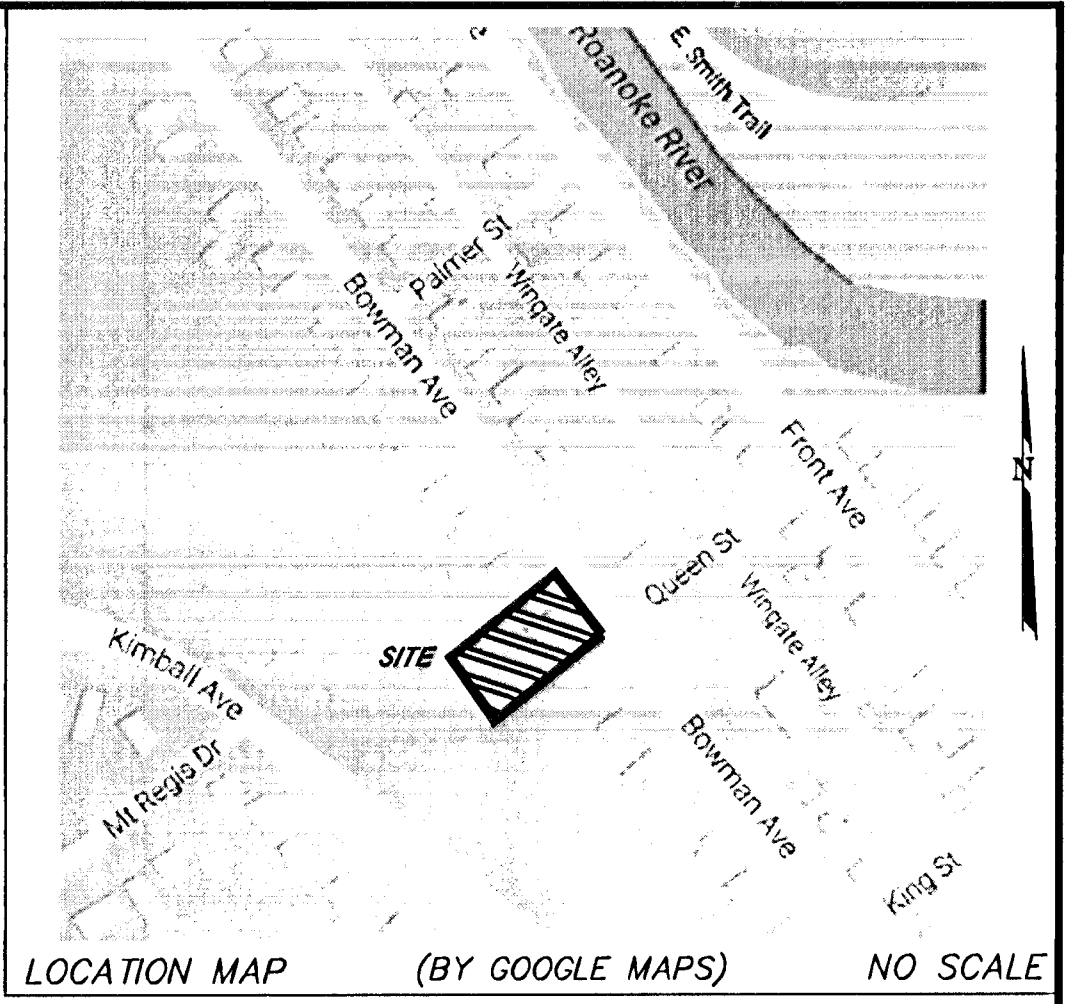 Roanoke River
E Smith Trail
Palmer St
Wingate Alley
Bowman Ave
Front Ave
N
Queen St
Wingate Alley
Kimball Ave
SITE
Mt Regis Dr
Bowman Ave
King St
LOCATION MAP (BY GOOGLE MAPS) NO SCALE